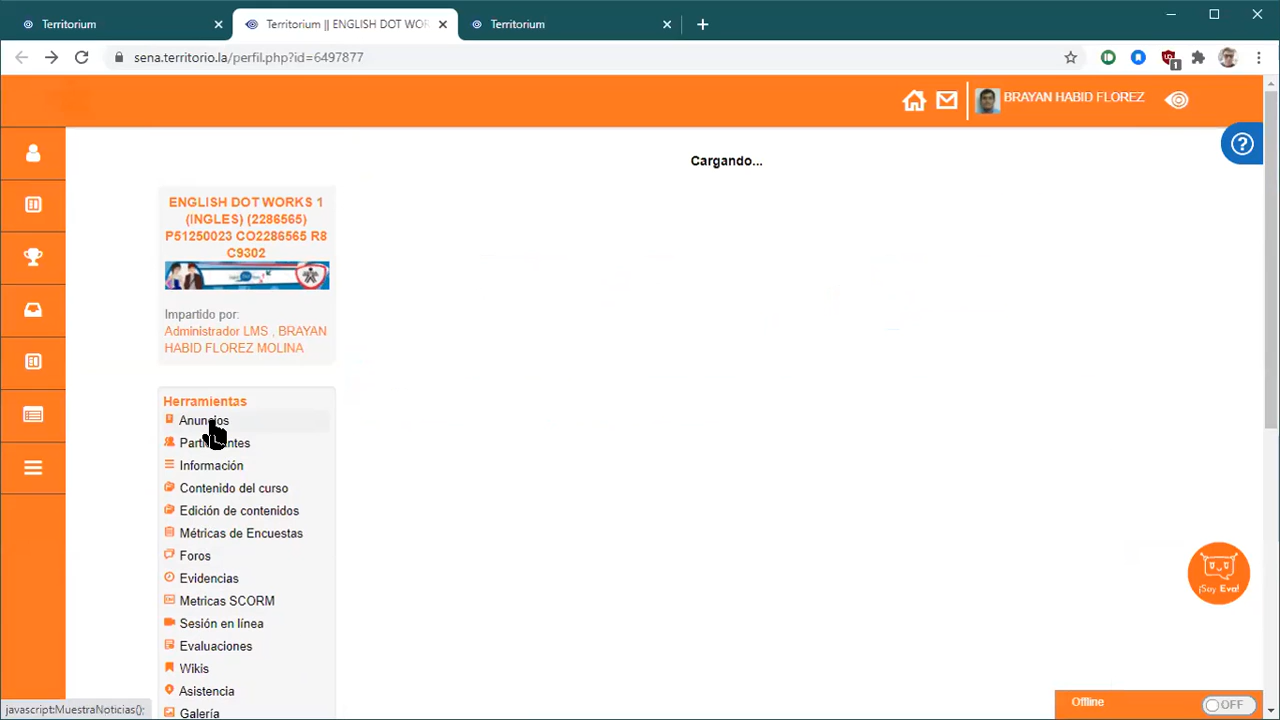 Territorium
Territorium || ENGLISH DOT WOR
Territorium
sena.territorio.la/perfil.php?id=6497877
1
BRAYAN HABID FLOREZ
Cargando...
ENGLISH DOT WORKS 1
(INGLES) (2286565)
P51250023 CO2286565 R8
C9302
Impartido por:
Administrador LMS , BRAYAN
HABID FLOREZ MOLINA
Herramientas
Anuncios
Participantes
Información
Contenido del curso
Edición de contenidos
Métricas de Encuestas
Foros
Evidencias
Metricas SCORM
Sesión en línea
Evaluaciones
Wikis
Asistencia
Galería
¡Soy Eva!
javascript:MuestraNoticias();
Offline
OFF